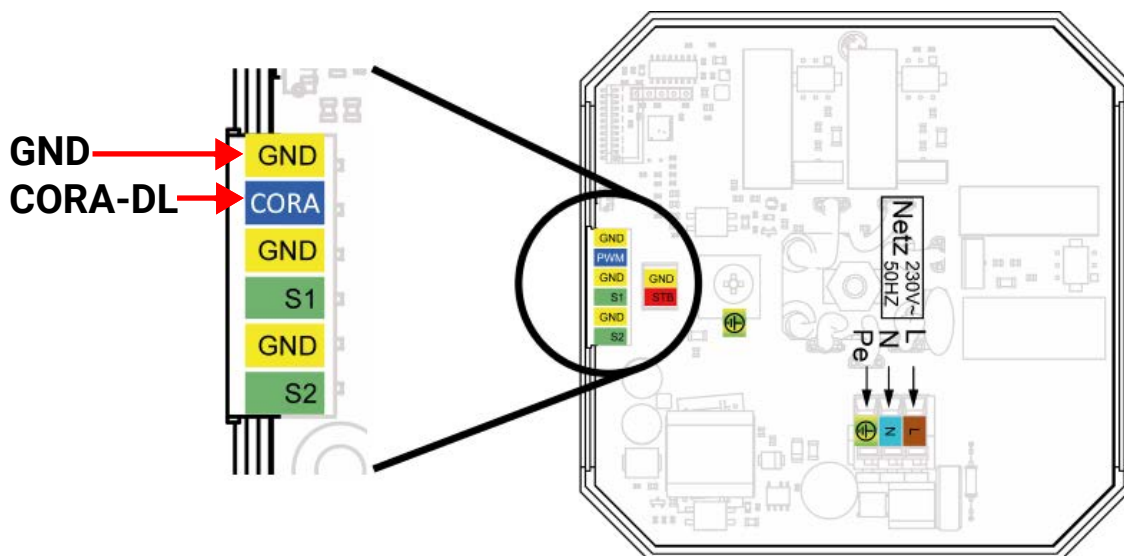 GND
CORA-DL
GND
CORA
GND
S1
GND
S2
GND
PWM
GND
S1
GND
S2
GND
STB
Netz 230V~
50HZ
L
N
Pe
N
L